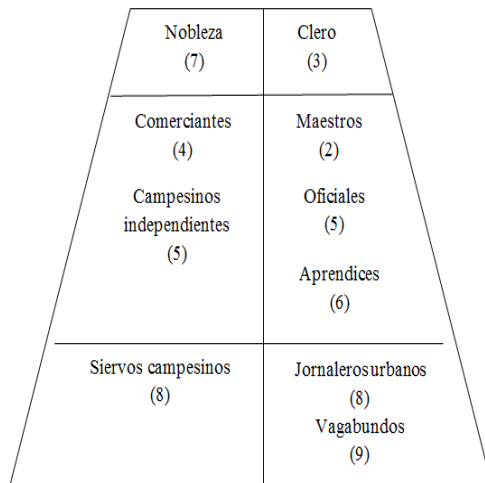 Nobleza
(7)
Clero
(3)
Comerciantes
(4)
Campesinos
independientes
(5)
Maestros
(2)
Oficiales
(5)
Aprendices
(6)
Siervos campesinos
(8)
Jornaleros urbanos
(8)
Vagabundos
(9)